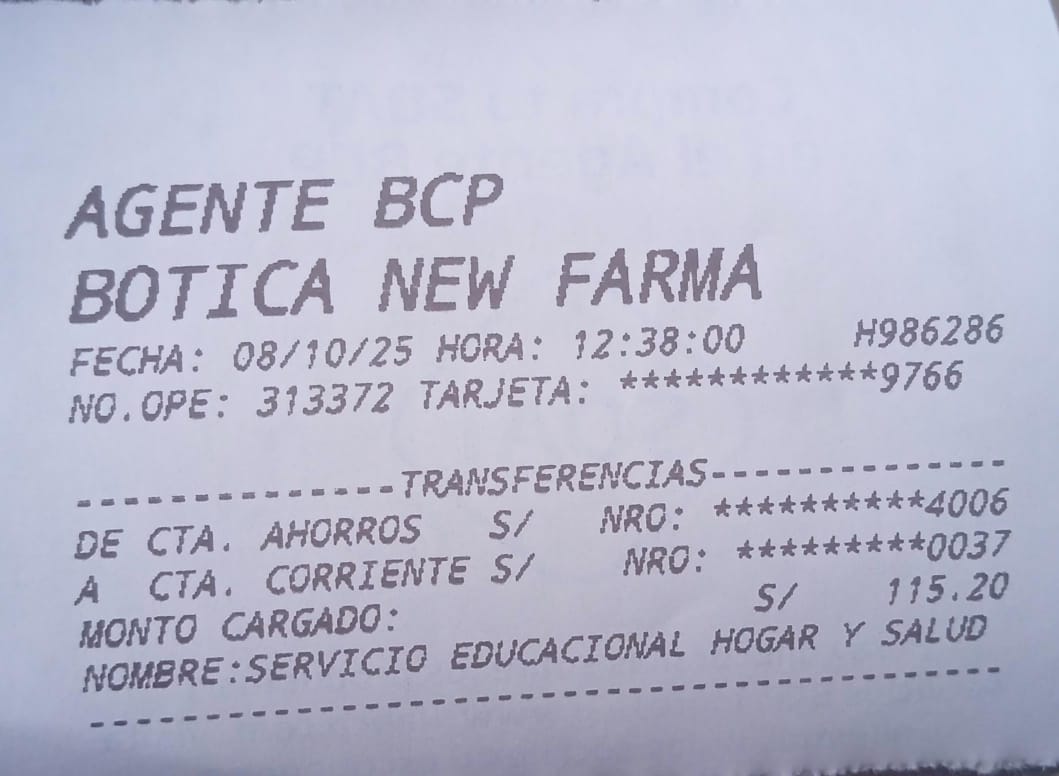 AGENTE BCP
BOTICA NEW FARMA
FECHA: 08/10/25 HORA: 12:38:00 H986286
NO.OPE: 313372 TARJETA: ************9766
--------------TRANSFERENCIAS-------------
DE CTA. AHORROS S/ NRO: **********4006
A CTA. CORRIENTE S/ NRO: *********0037
MONTO CARGADO: S/ 115.20
NOMBRE:SERVICIO EDUCACIONAL HOGAR Y SALUD
---------------------------------------